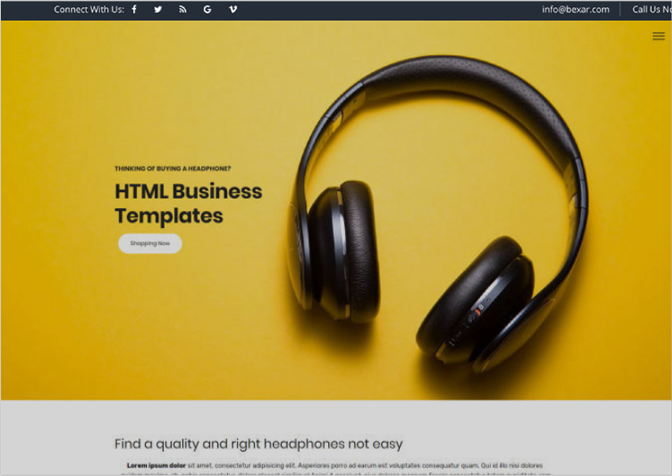 Connect With Us:
info@bexar.com
Call Us No
THINKING OF BUYING A HEADPHONE?
HTML Business
Templates
Shopping Now
Find a quality and right headphones not easy
Lorem ipsum dolor sit amet, consectetur adipisicing elit. Asperiores porro ad earum est voluptates consequatur quam. Qui id illo nisi dolores